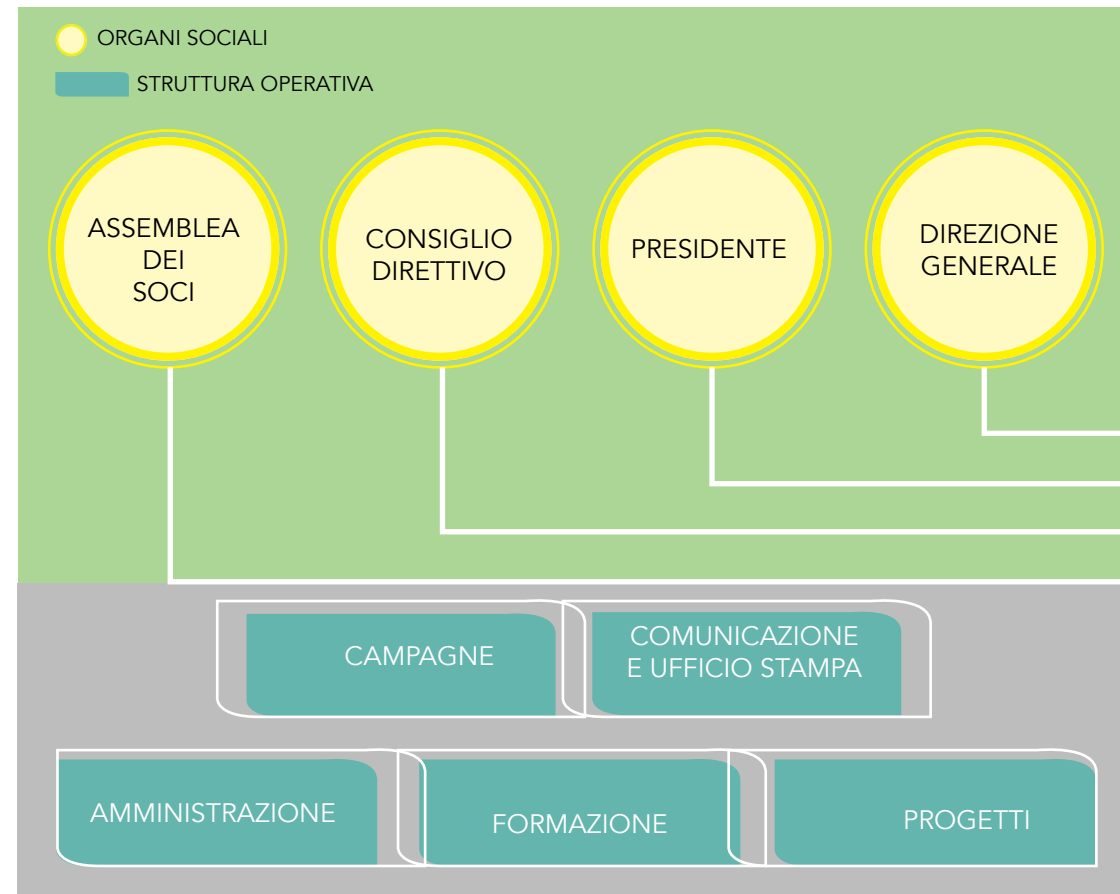 ORGANI SOCIALI
STRUTTURA OPERATIVA
ASSEMBLEA
DEI
SOCI
CONSIGLIO
DIRETTIVO
PRESIDENTE
DIREZIONE
GENERALE
CAMPAGNE
COMUNICAZIONE
E UFFICIO STAMPA
AMMINISTRAZIONE
FORMAZIONE
PROGETTI